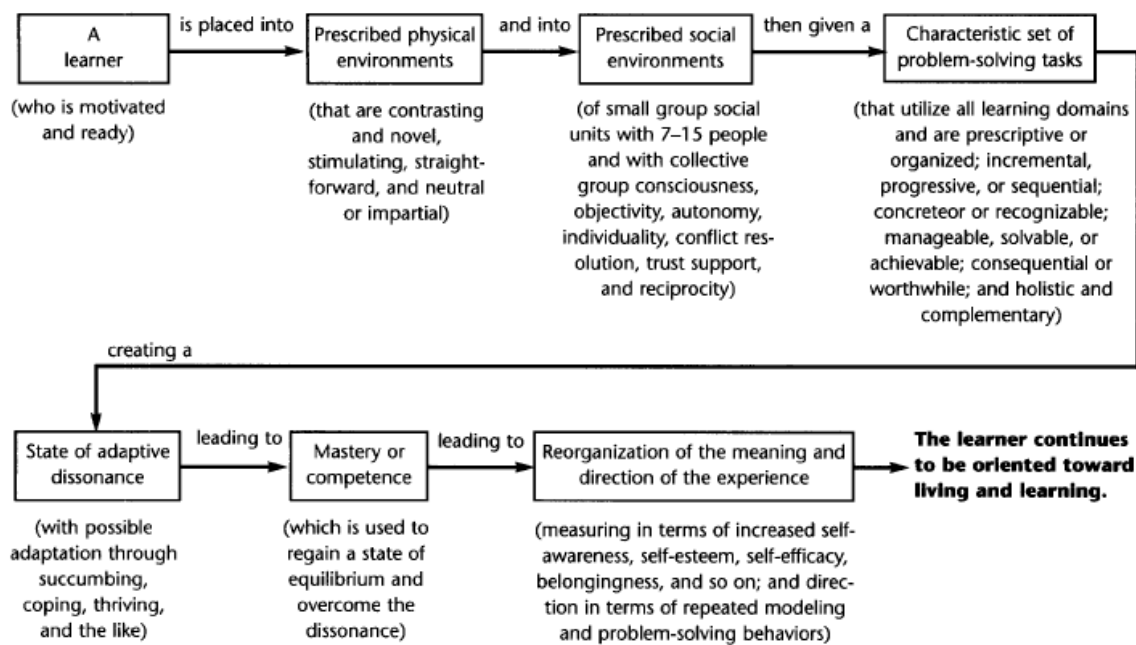 A
learner
is placed into
Prescribed physical
environments
and into
Prescribed social
environments
then given a
Characteristic set of
problem-solving tasks
(who is motivated
and ready)
(that are contrasting
and novel,
stimulating, straight-
forward, and neutral
or impartial)
(of small group social
units with 7–15 people
and with collective
group consciousness,
objectivity, autonomy,
individuality, conflict res-
olution, trust support,
and reciprocity)
(that utilize all learning domains
and are prescriptive or
organized; incremental,
progressive, or sequential;
concreteor or recognizable;
manageable, solvable, or
achievable; consequential or
worthwhile; and holistic and
complementary)
creating a
State of adaptive
dissonance
leading to
Mastery or
competence
leading to
Reorganization of the meaning and
direction of the experience
The learner continues
to be oriented toward
living and learning.
(with possible
adaptation through
succumbing,
coping, thriving,
and the like)
(which is used to
regain a state of
equilibrium and
overcome the
dissonance)
(measuring in terms of increased self-
awareness, self-esteem, self-efficacy,
belongingness, and so on; and direc-
tion in terms of repeated modeling
and problem-solving behaviors)